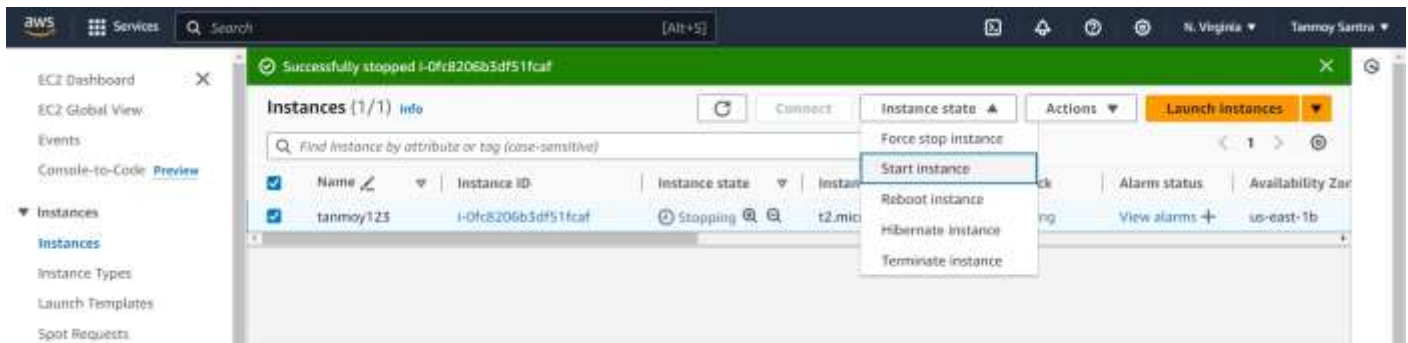 aws Services Search [Alt+S] N. Virginia Tanmoy Santra
EC2 Dashboard
EC2 Global View
Events
Console-to-Code Preview
Instances
Instances
Instance Types
Launch Templates
Spot Requests
Successfully stopped i-0fc8206b3df51fcaf
Instances (1/1) Info Connect Instance state Actions Launch instances
Find Instance by attribute or tag (case-sensitive) 1
Force stop instance
Start instance
Reboot instance
Hibernate instance
Terminate instance
Name Instance ID Instance state Instan ck Alarm status Availability Zon
tanmoy123 i-0fc8206b3df51fcaf Stopping t2.mic ng View alarms + us-east-1b